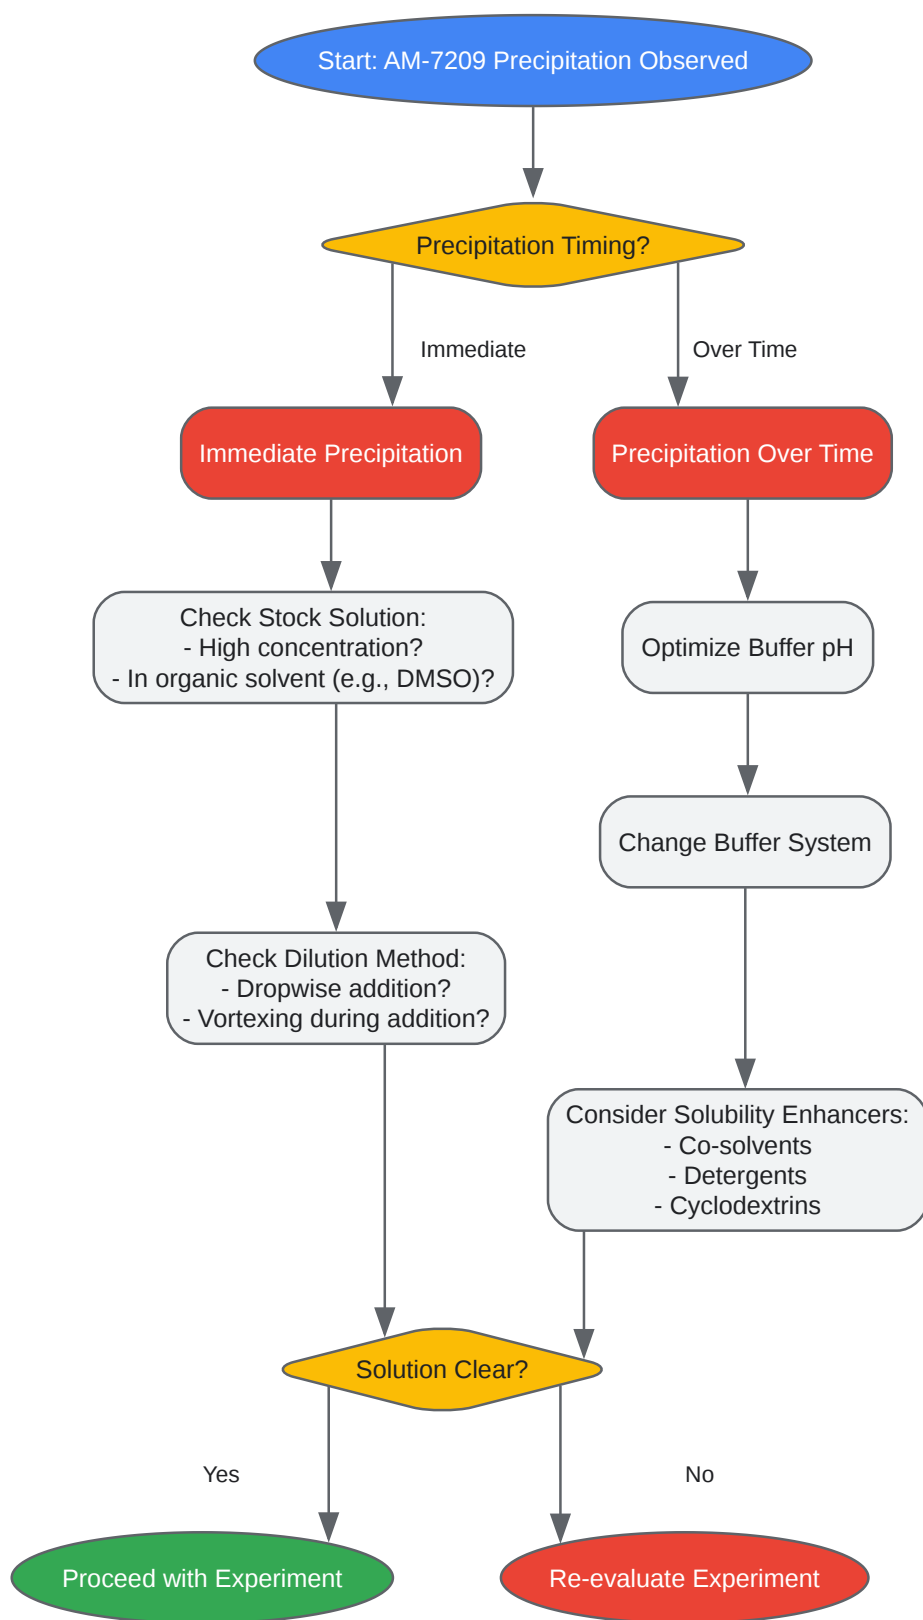 Start: AM-7209 Precipitation Observed
Precipitation Timing?
Immediate
Over Time
Immediate Precipitation
Precipitation Over Time
Check Stock Solution:
- High concentration?
- In organic solvent (e.g., DMSO)?
Optimize Buffer pH
Change Buffer System
Check Dilution Method:
- Dropwise addition?
- Vortexing during addition?
Consider Solubility Enhancers:
- Co-solvents
- Detergents
- Cyclodextrins
Solution Clear?
Yes
No
Proceed with Experiment
Re-evaluate Experiment